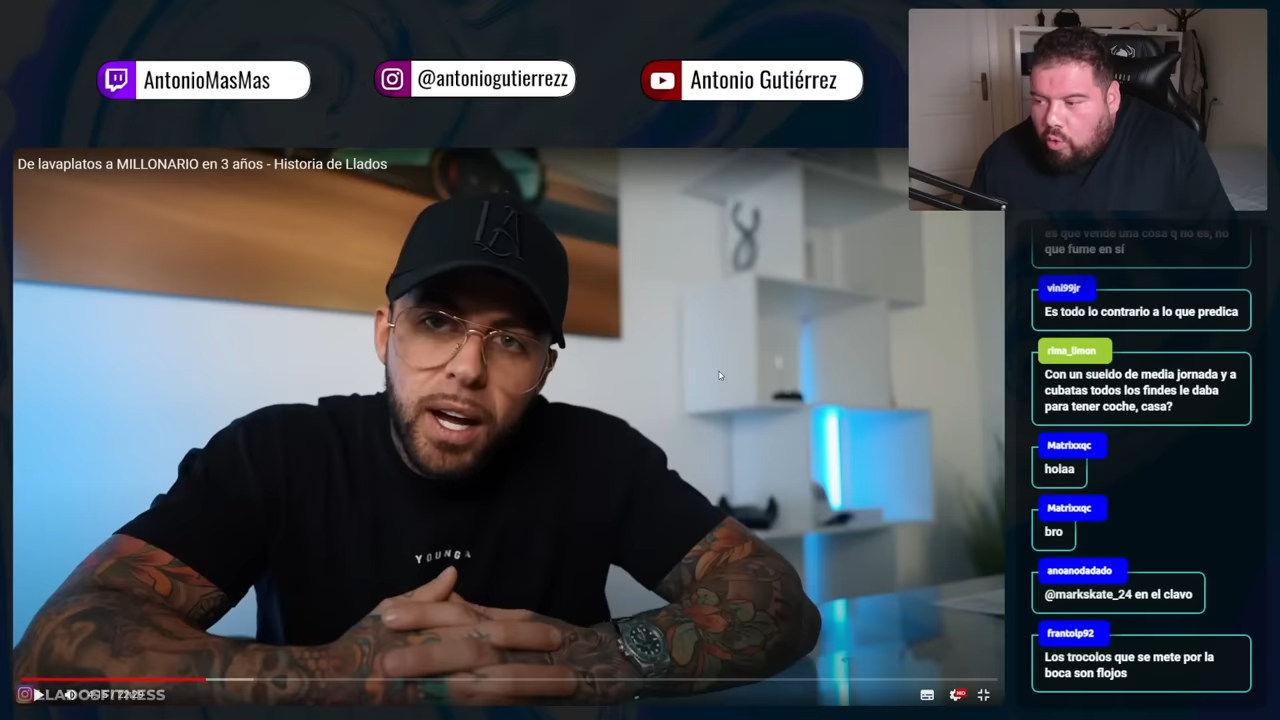 AntonioMasMas
@antoniogutierrezz
Antonio Gutiérrez
De lavaplatos a MILLONARIO en 3 años - Historia de Llados
LA
YOUNGA
LLADOSFITNESS
HD
es que vende una cosa q no es, no
que fume en sí
vini99jr
Es todo lo contrario a lo que predica
rima_limon
Con un sueldo de media jornada y a
cubatas todos los findes le daba
para tener coche, casa?
Matrixxqc
holaa
Matrixxqc
bro
anoanodadado
@markskate_24 en el clavo
frantolp92
Los trocolos que se mete por la
boca son flojos